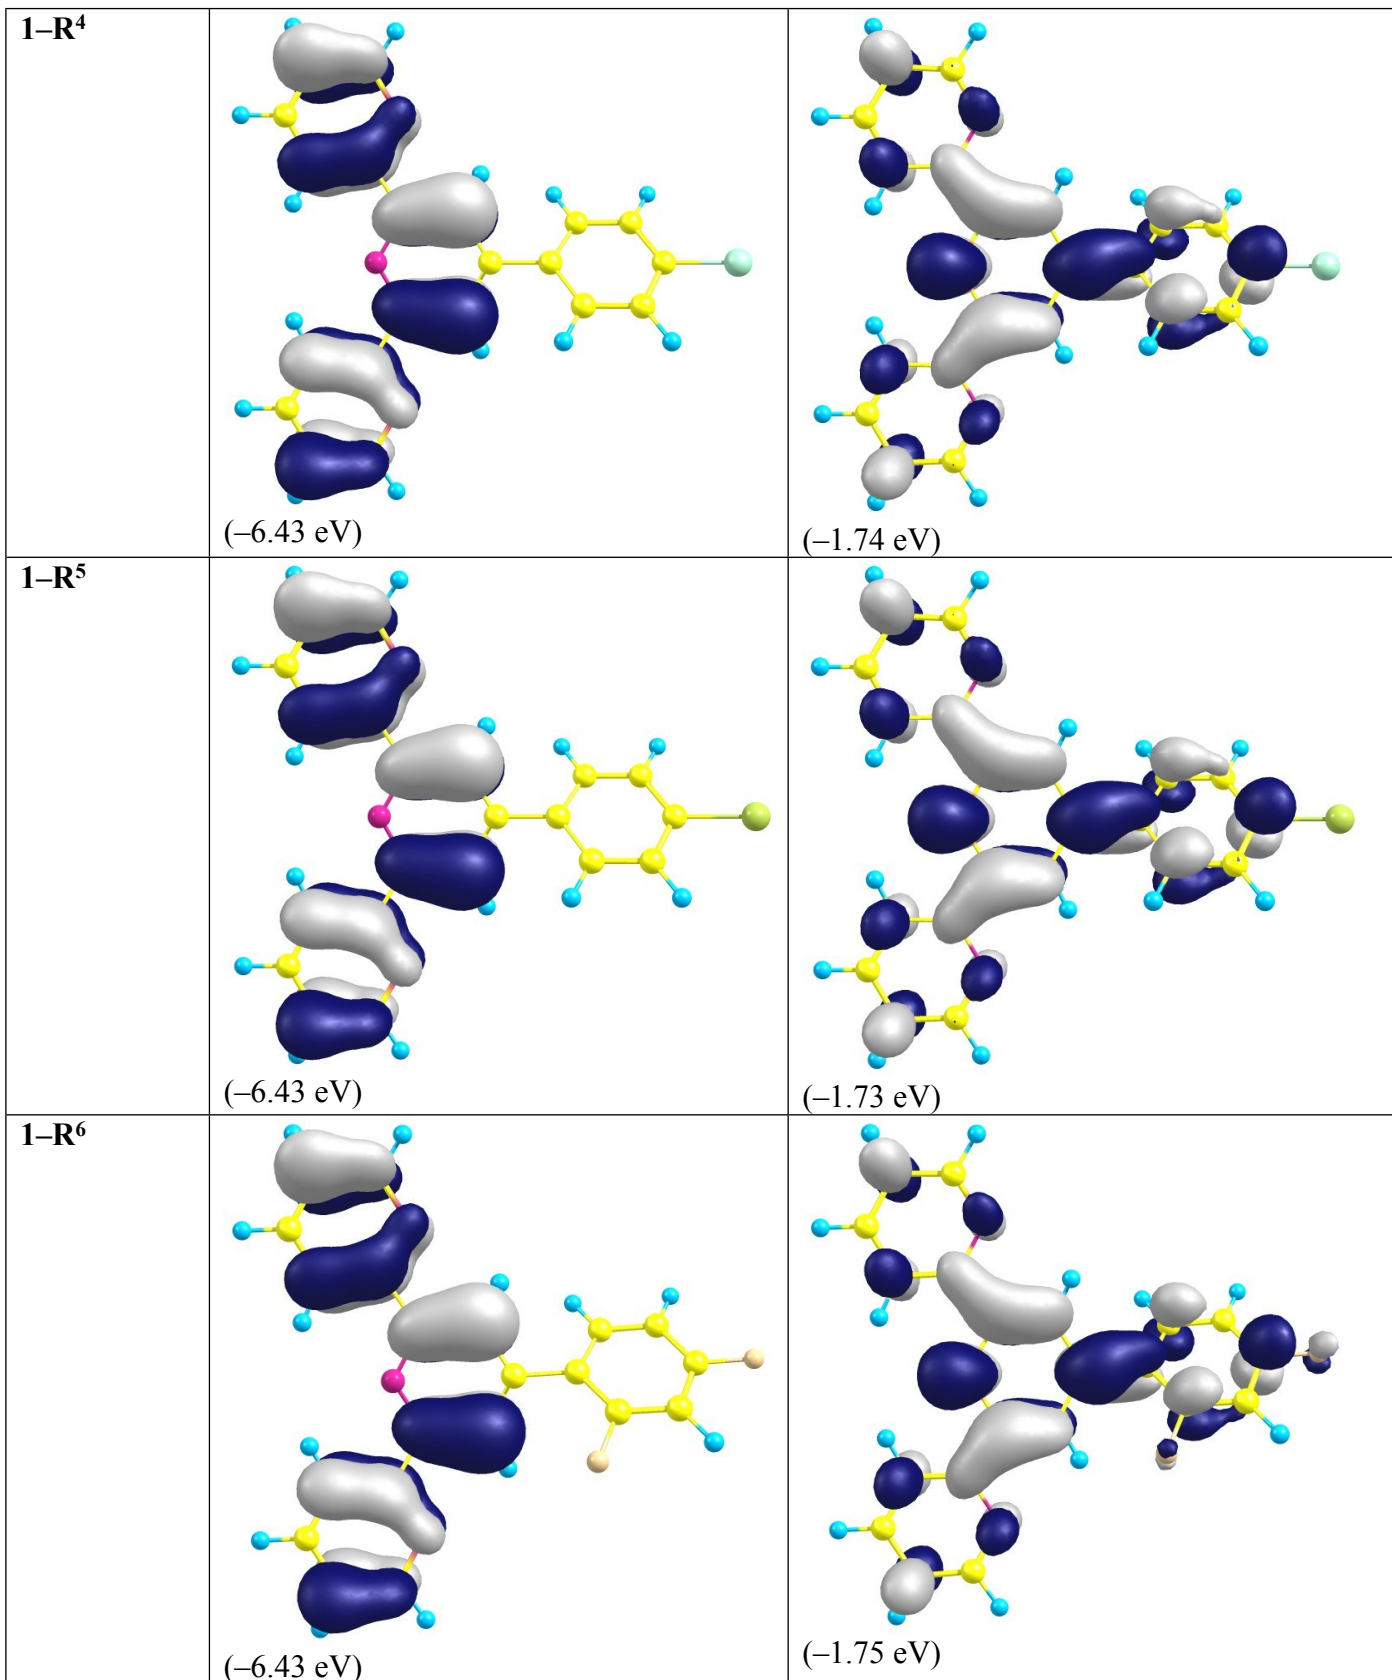 1–R⁴
(–6.43 eV)
(–1.74 eV)
1–R⁵
(–6.43 eV)
(–1.73 eV)
1–R⁶
(–6.43 eV)
(–1.75 eV)